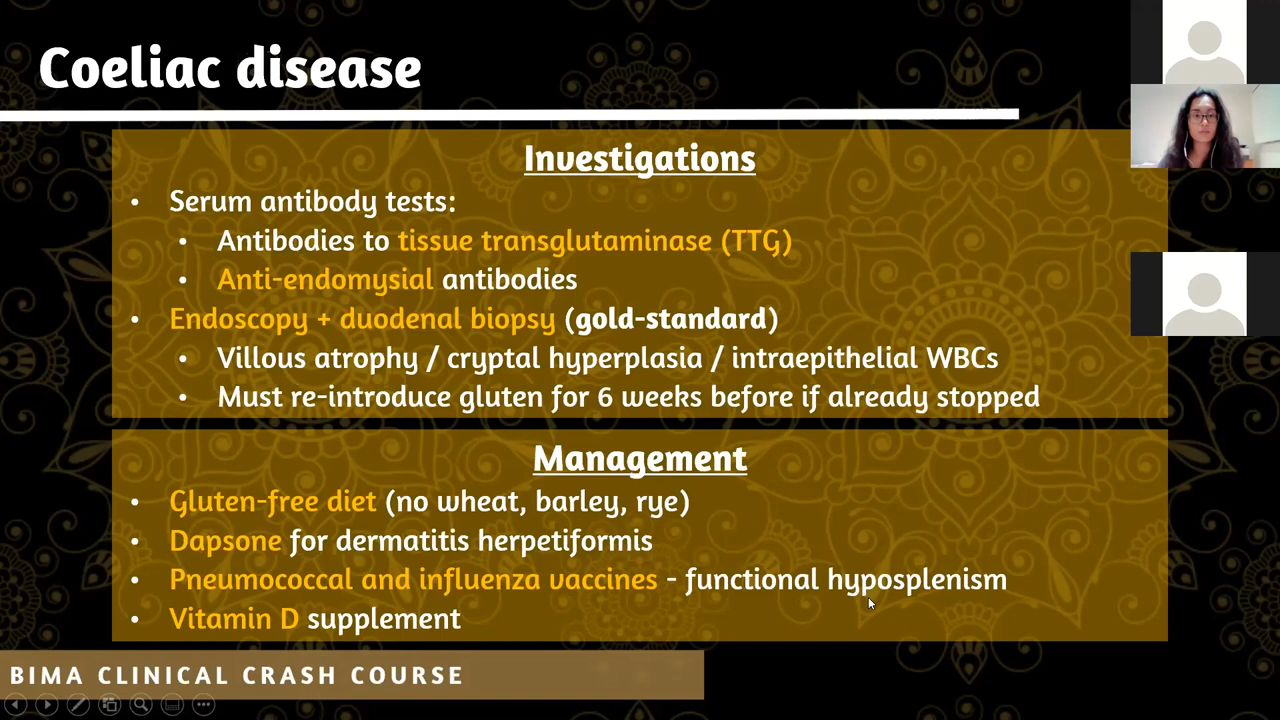 Coeliac disease
Investigations
• Serum antibody tests:
• Antibodies to tissue transglutaminase (TTG)
• Anti-endomysial antibodies
• Endoscopy + duodenal biopsy (gold-standard)
• Villous atrophy / cryptal hyperplasia / intraepithelial WBCs
• Must re-introduce gluten for 6 weeks before if already stopped
Management
• Gluten-free diet (no wheat, barley, rye)
• Dapsone for dermatitis herpetiformis
• Pneumococcal and influenza vaccines - functional hyposplenism
• Vitamin D supplement
BIMA CLINICAL CRASH COURSE